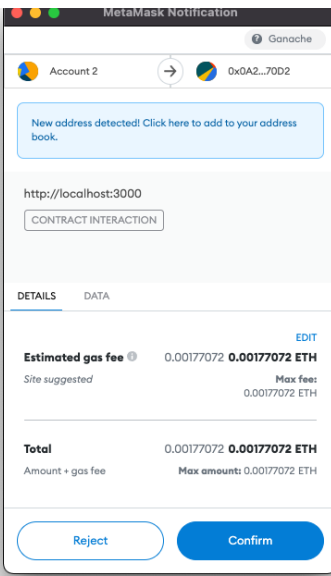 MetaMask Notification
Ganache
Account 2
0x0A2...70D2
New address detected! Click here to add to your address
book.
http://localhost:3000
CONTRACT INTERACTION
DETAILS DATA
EDIT
Estimated gas fee 0.00177072 0.00177072 ETH
Site suggested Max fee:
0.00177072 ETH
Total 0.00177072 0.00177072 ETH
Amount + gas fee Max amount: 0.00177072 ETH
Reject Confirm